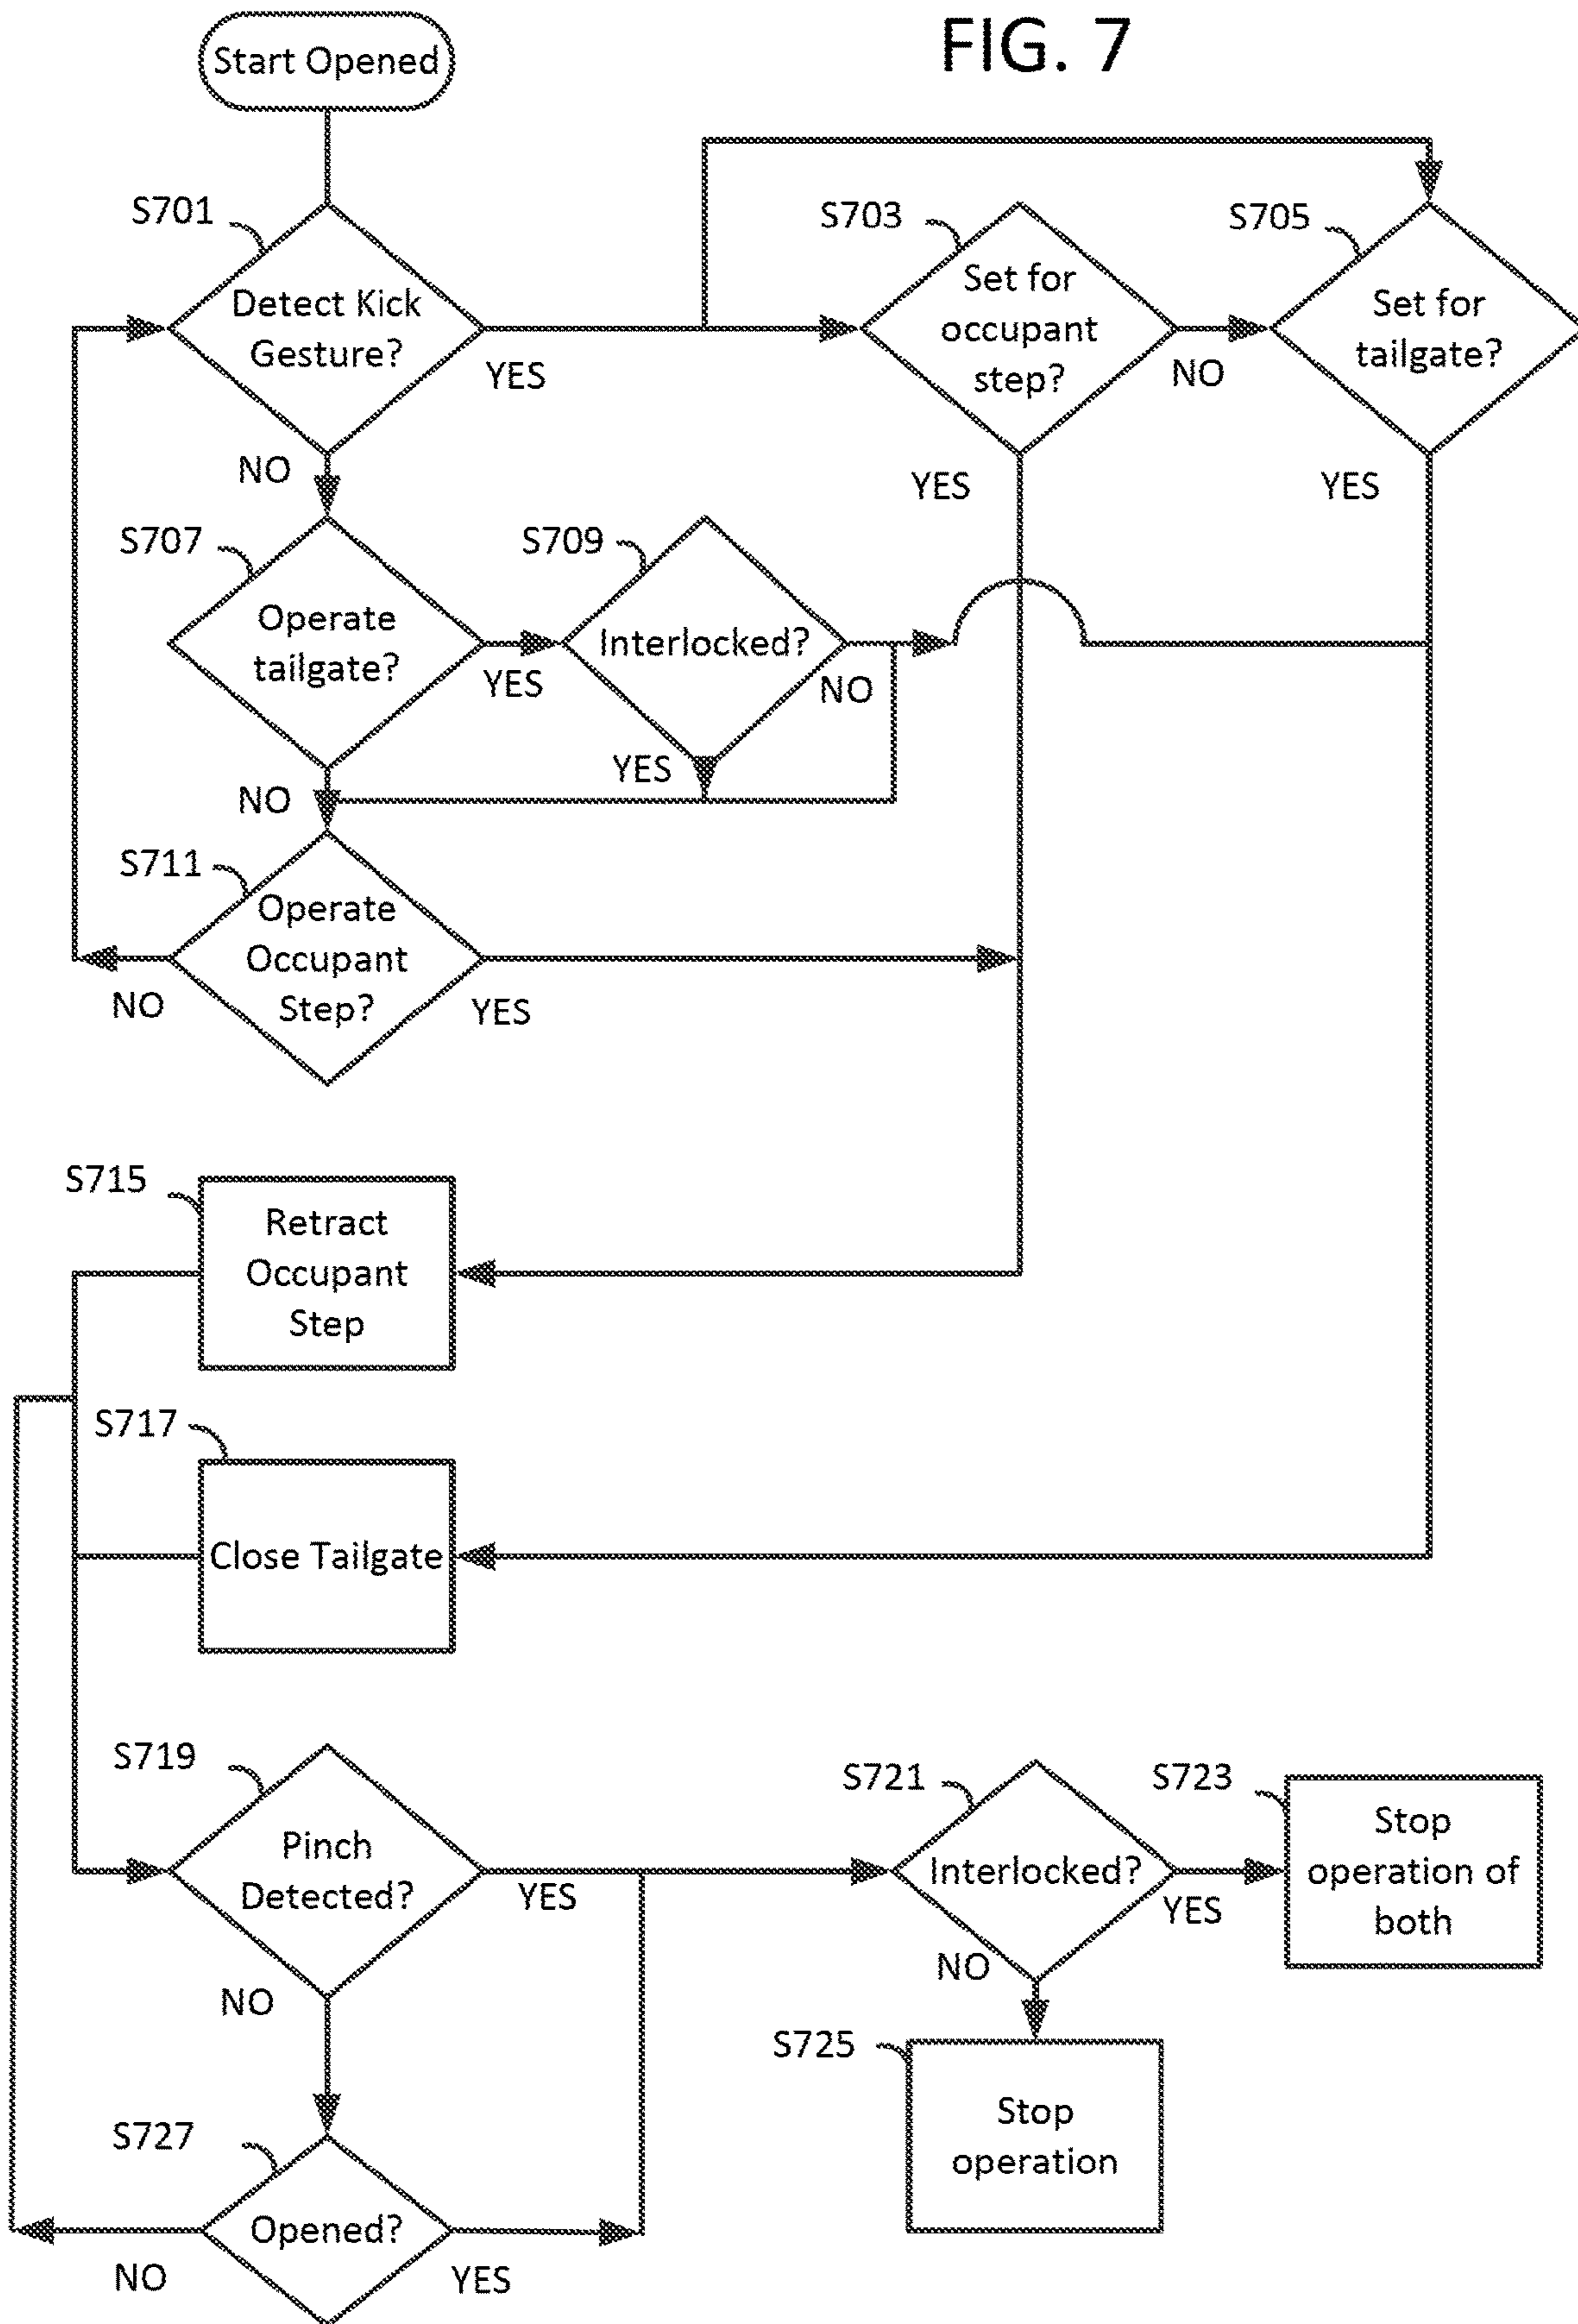 FIG. 7
Start Opened
S701
Detect Kick
Gesture?
YES
NO
S703
Set for
occupant
step?
NO
YES
S705
Set for
tailgate?
YES
S707
Operate
tailgate?
YES
NO
S709
Interlocked?
NO
YES
S711
Operate
Occupant
Step?
NO
YES
S715
Retract
Occupant
Step
S717
Close Tailgate
S719
Pinch
Detected?
YES
NO
S721
Interlocked?
YES
NO
S723
Stop
operation of
both
S725
Stop
operation
S727
Opened?
NO
YES